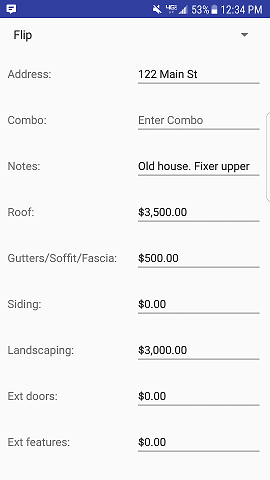 53% 12:34 PM
Flip
Address: 122 Main St
Combo: Enter Combo
Notes: Old house. Fixer upper
Roof: $3,500.00
Gutters/Soffit/Fascia: $500.00
Siding: $0.00
Landscaping: $3,000.00
Ext doors: $0.00
Ext features: $0.00